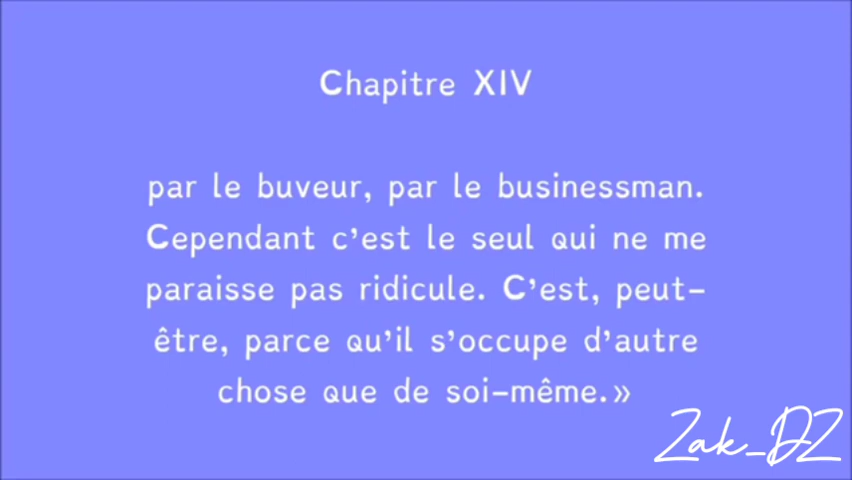 Chapitre XIV
par le buveur, par le businessman.
Cependant c’est le seul qui ne me
paraisse pas ridicule. C’est, peut-
être, parce qu’il s’occupe d’autre
chose que de soi-même.»
Zak_DZ